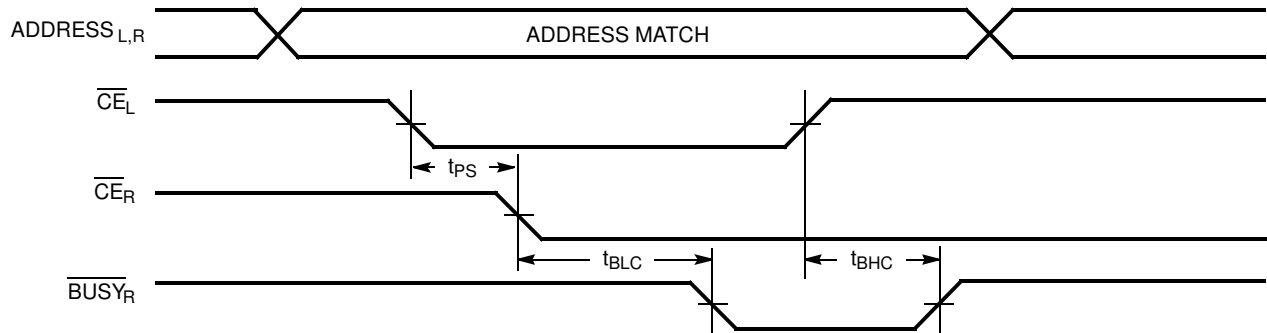 ADDRESS L,R
ADDRESS MATCH
CE L
t PS
CE R
t BLC
t BHC
BUSY R